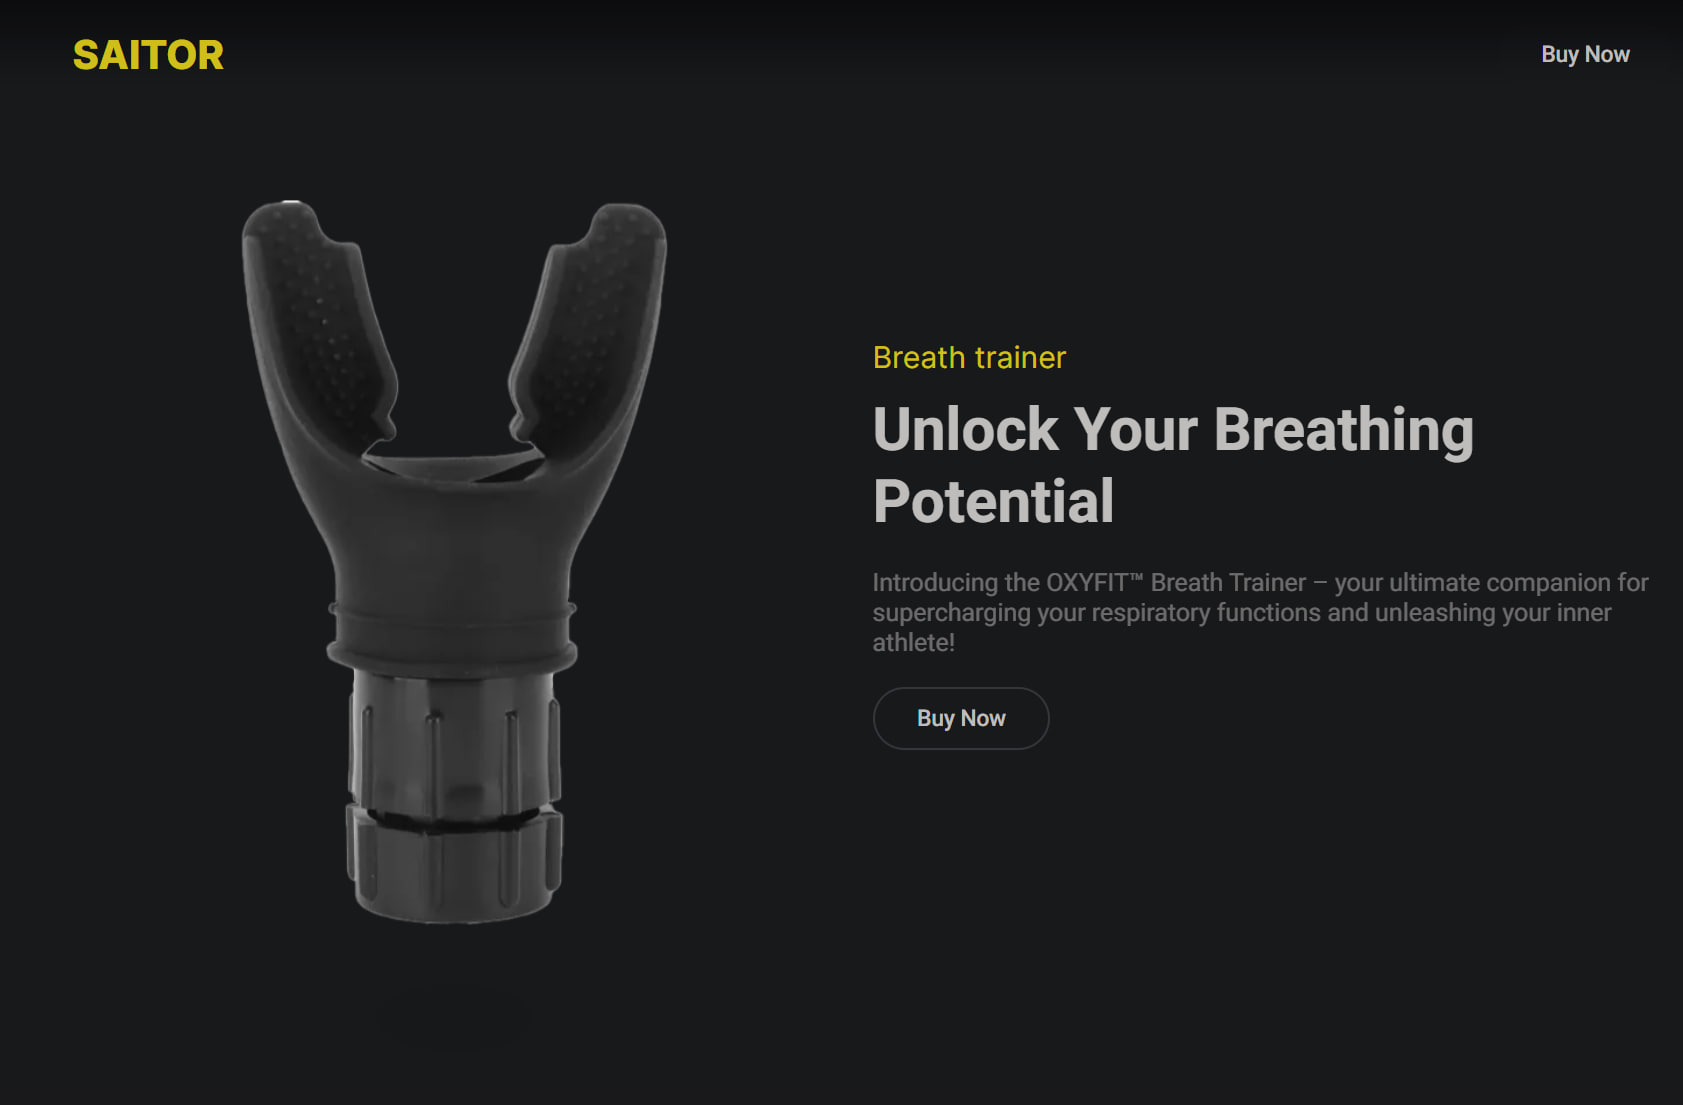 SAITOR
Buy Now
Breath trainer
Unlock Your Breathing
Potential
Introducing the OXYFIT™ Breath Trainer – your ultimate companion for
supercharging your respiratory functions and unleashing your inner
athlete!
Buy Now